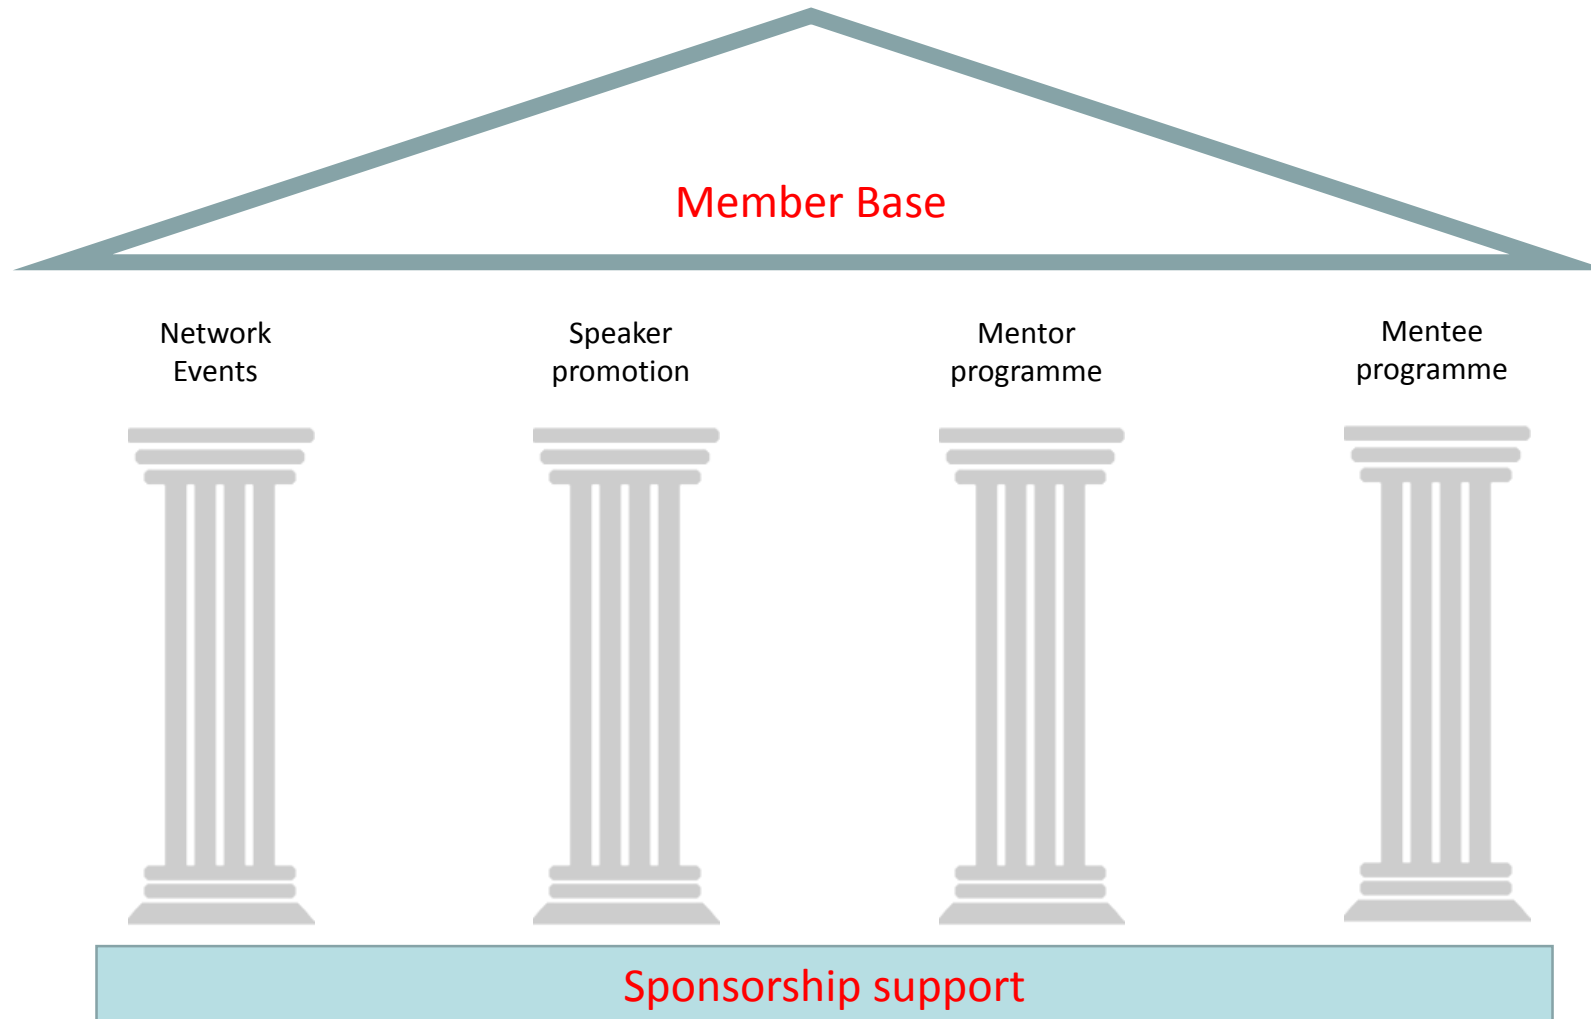 Member Base
Network
Events
Speaker
promotion
Mentor
programme
Mentee
programme
Sponsorship support